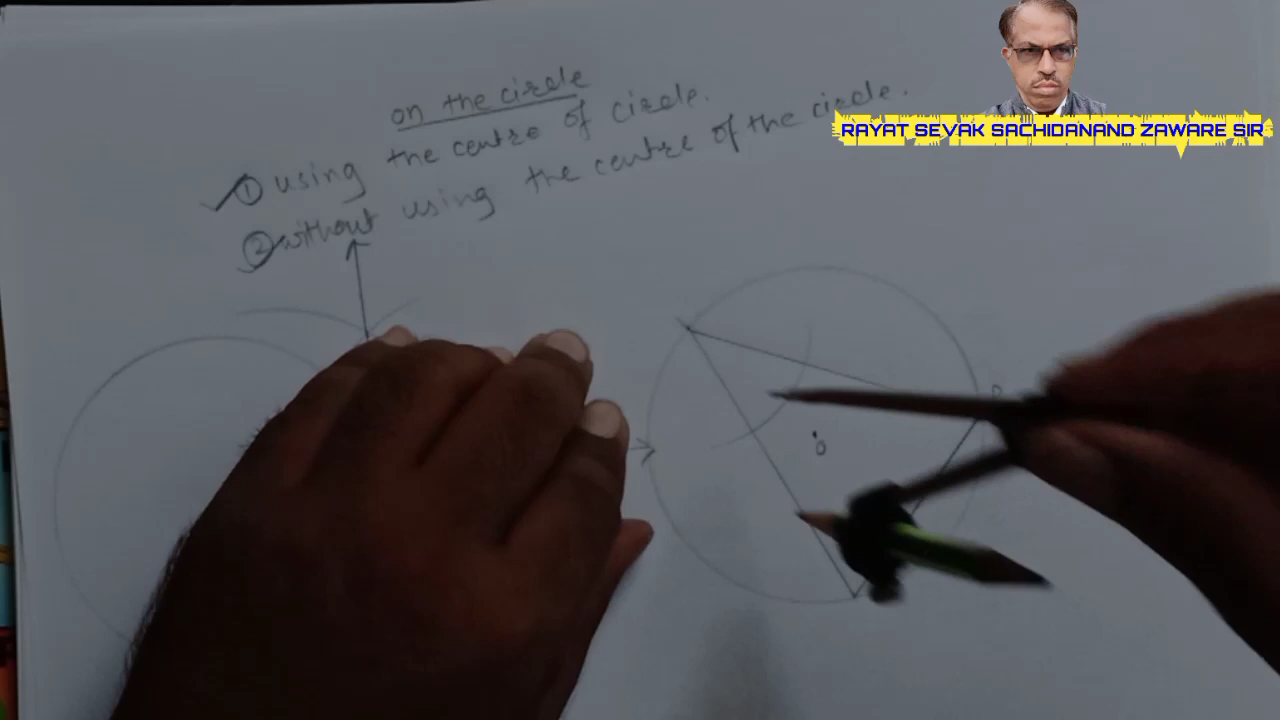 on the circle
① using the centre of circle.
② without using the centre of the circle.
RAYAT SEVAK SACHIDANAND ZAWARE SIR
O